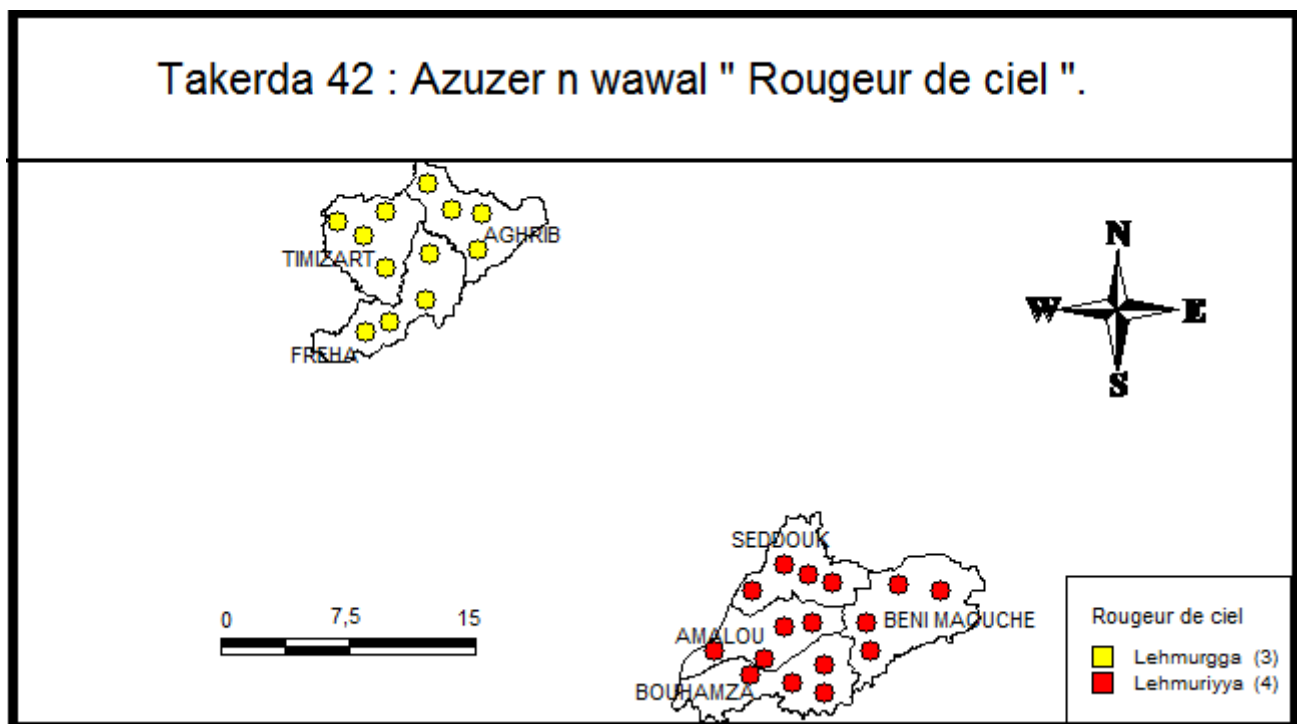 Takerda 42 : Azuzer n wawal " Rougeur de ciel ".
AGHRIB
TIMIZART
FREHA
N
W
E
S
SEDDOUK
BENI MAOUCHE
AMALOU
BOUHAMZA
0 7,5 15
Rougeur de ciel
Lehmurgga (3)
Lehmuriyya (4)